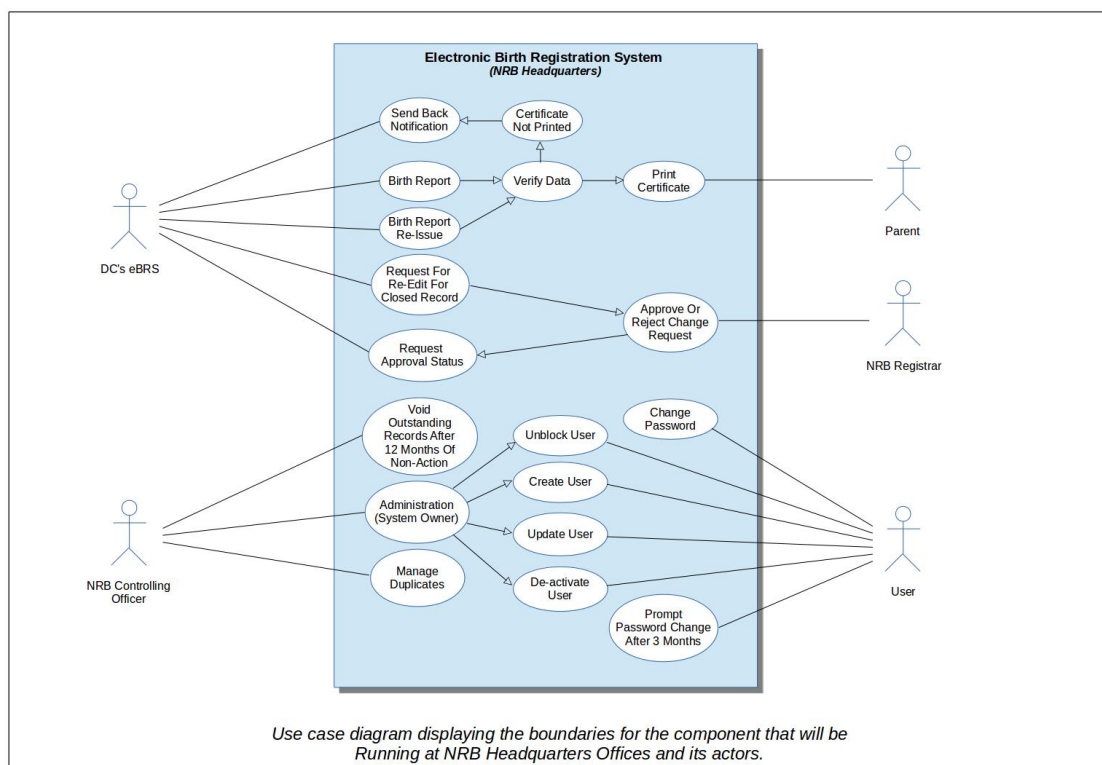 Electronic Birth Registration System
(NRB Headquarters)
Send Back
Notification
Certificate
Not Printed
Birth Report
Verify Data
Print
Certificate
Birth Report
Re-Issue
Parent
DC's eBRS
Request For
Re-Edit For
Closed Record
Approve Or
Reject Change
Request
Request
Approval Status
NRB Registrar
Void
Outstanding
Records After
12 Months Of
Non-Action
Change
Password
Unblock User
Create User
Administration
(System Owner)
Update User
Manage
Duplicates
De-activate
User
NRB Controlling
Officer
User
Prompt
Password Change
After 3 Months
Use case diagram displaying the boundaries for the component that will be
Running at NRB Headquarters Offices and its actors.